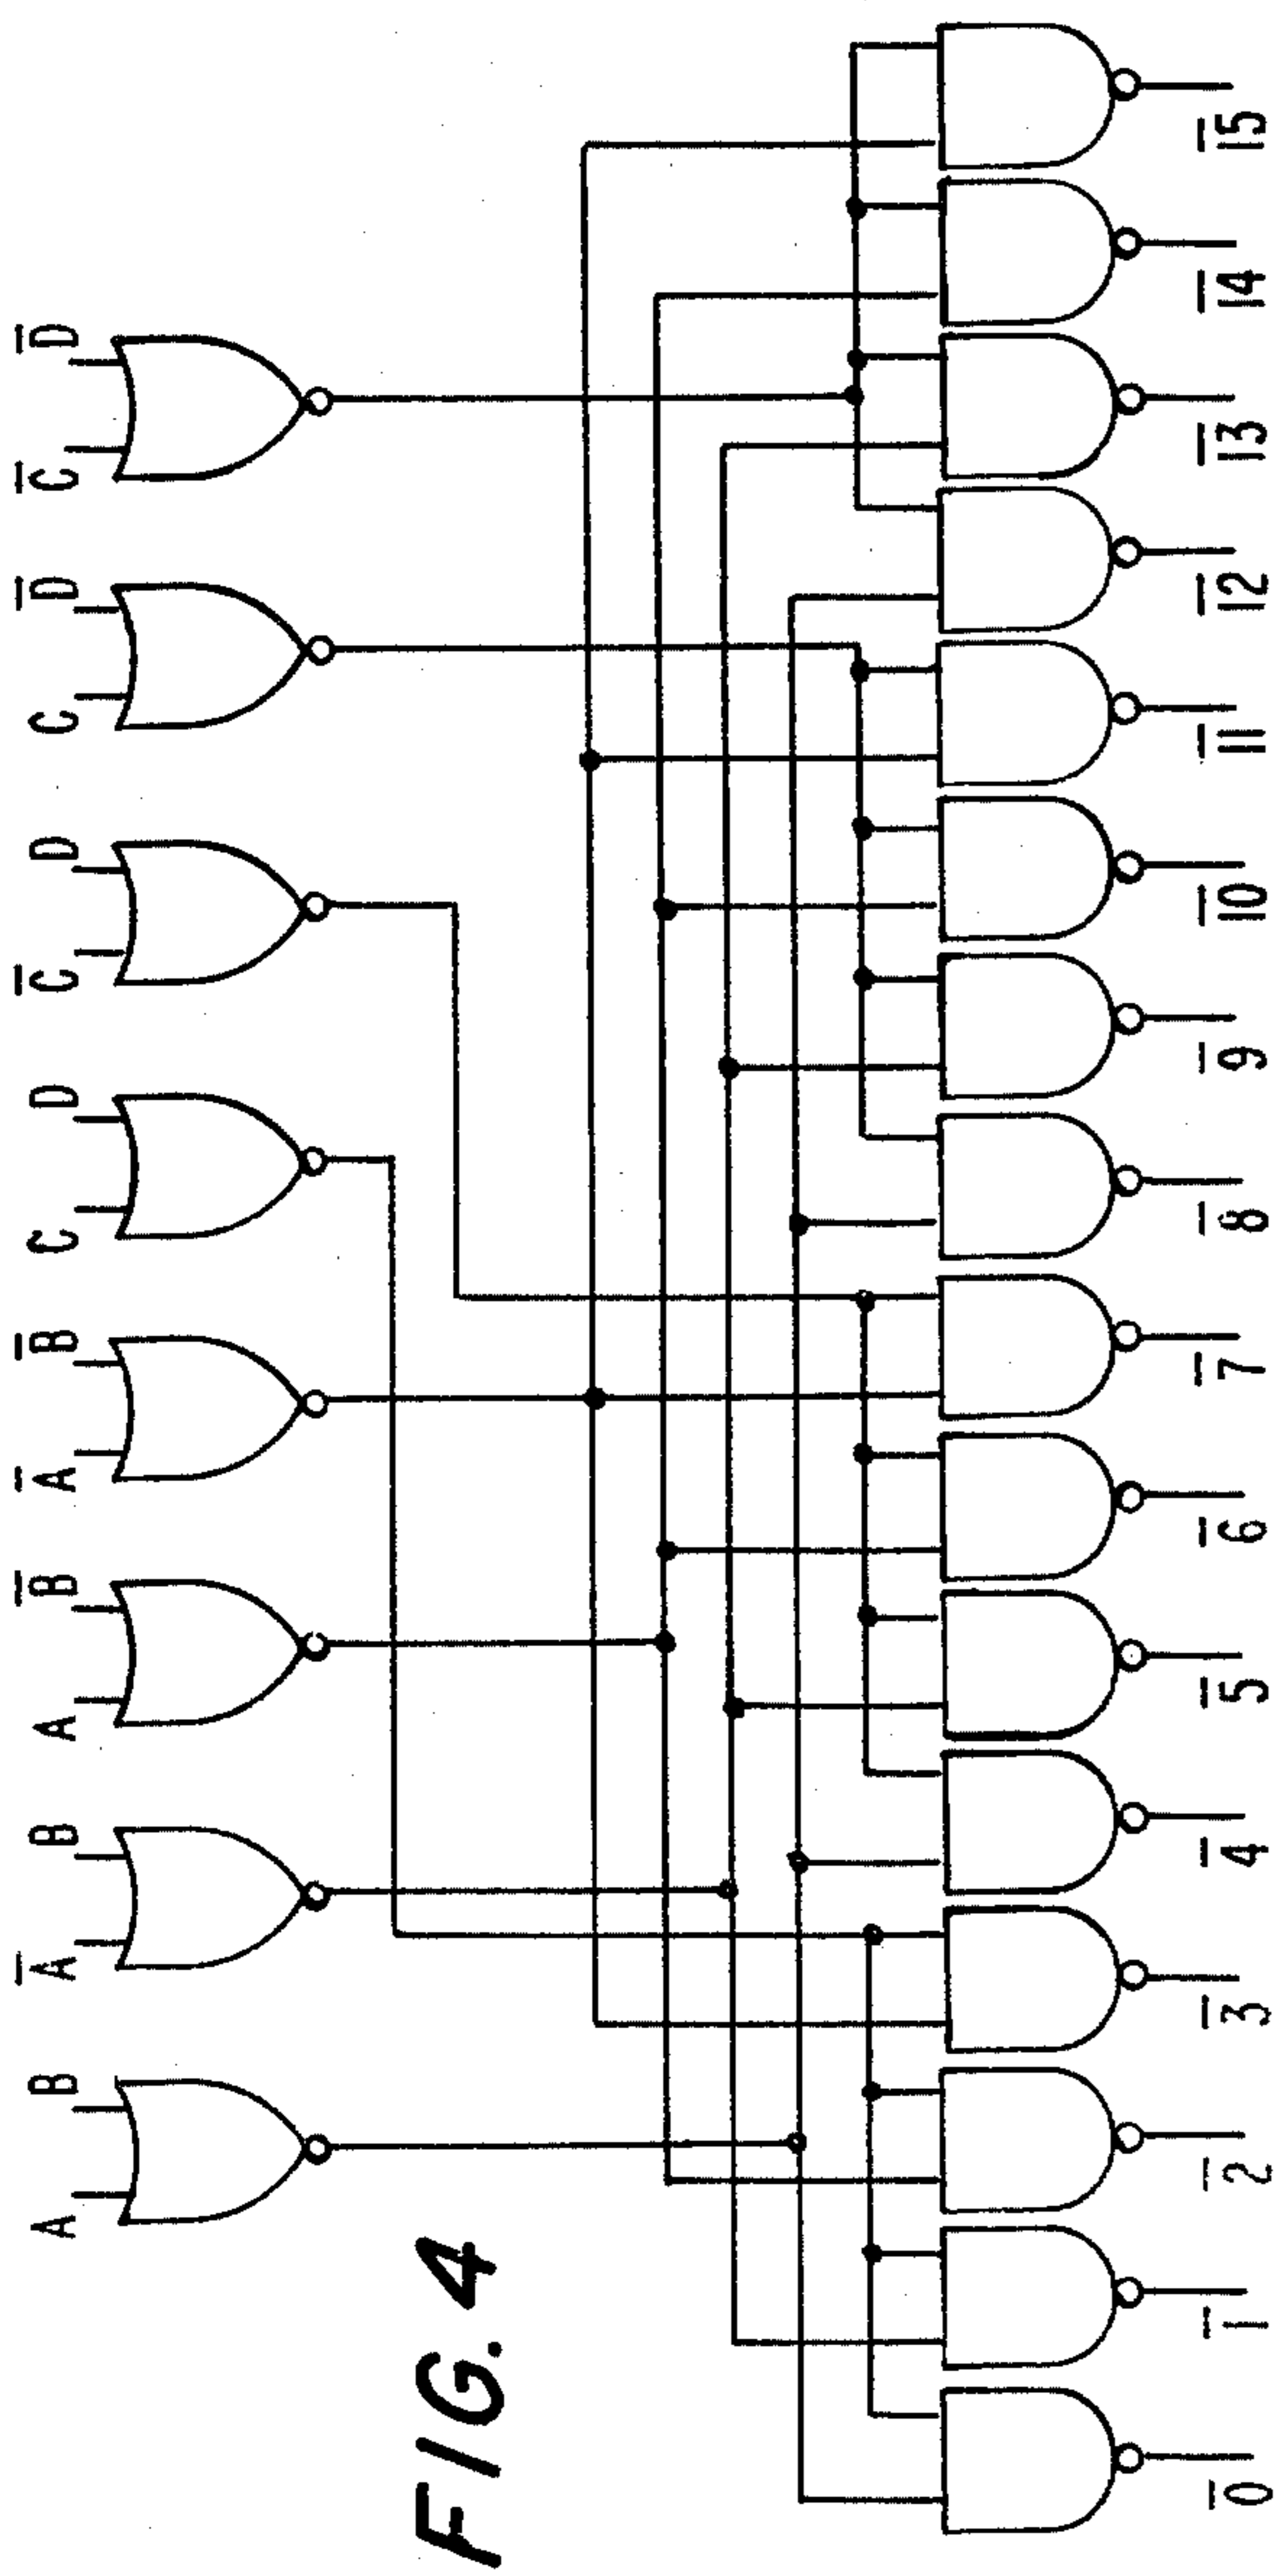 A B A̅ B A B̅ A̅ B̅ C D C̅ D C D̅ C̅ D̅
FIG. 4
0̅ 1̅ 2̅ 3̅ 4̅ 5̅ 6̅ 7̅ 8̅ 9̅ 1̅0̅ 1̅1̅ 1̅2̅ 1̅3̅ 1̅4̅ 1̅5̅